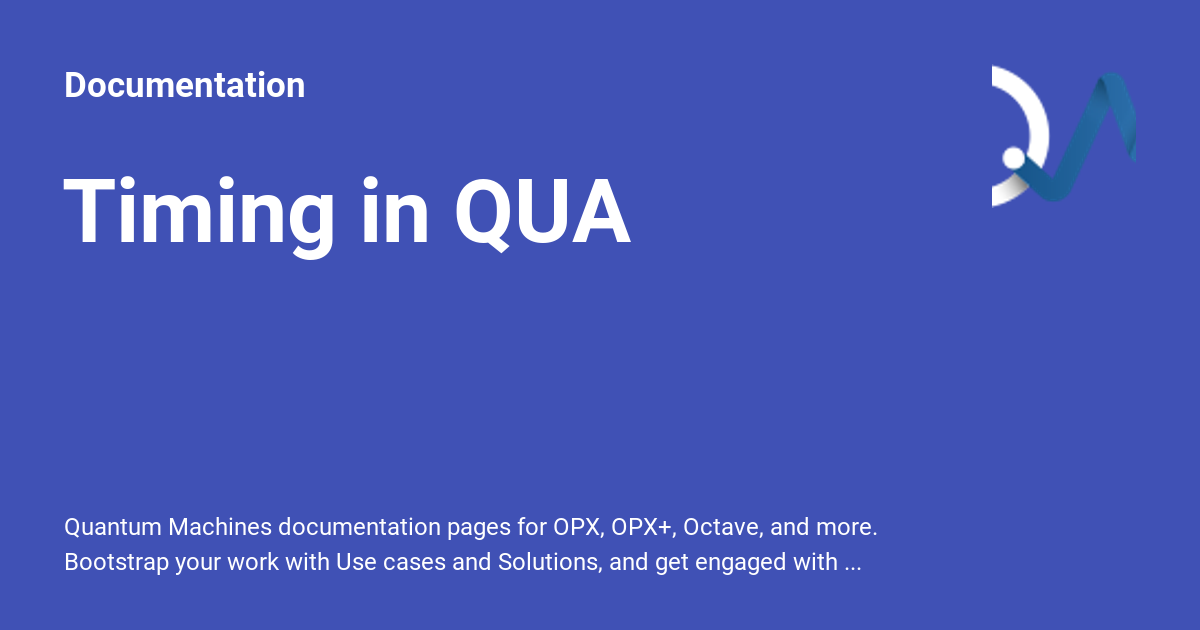 Documentation
Timing in QUA
Quantum Machines documentation pages for OPX, OPX+, Octave, and more.
Bootstrap your work with Use cases and Solutions, and get engaged with ...